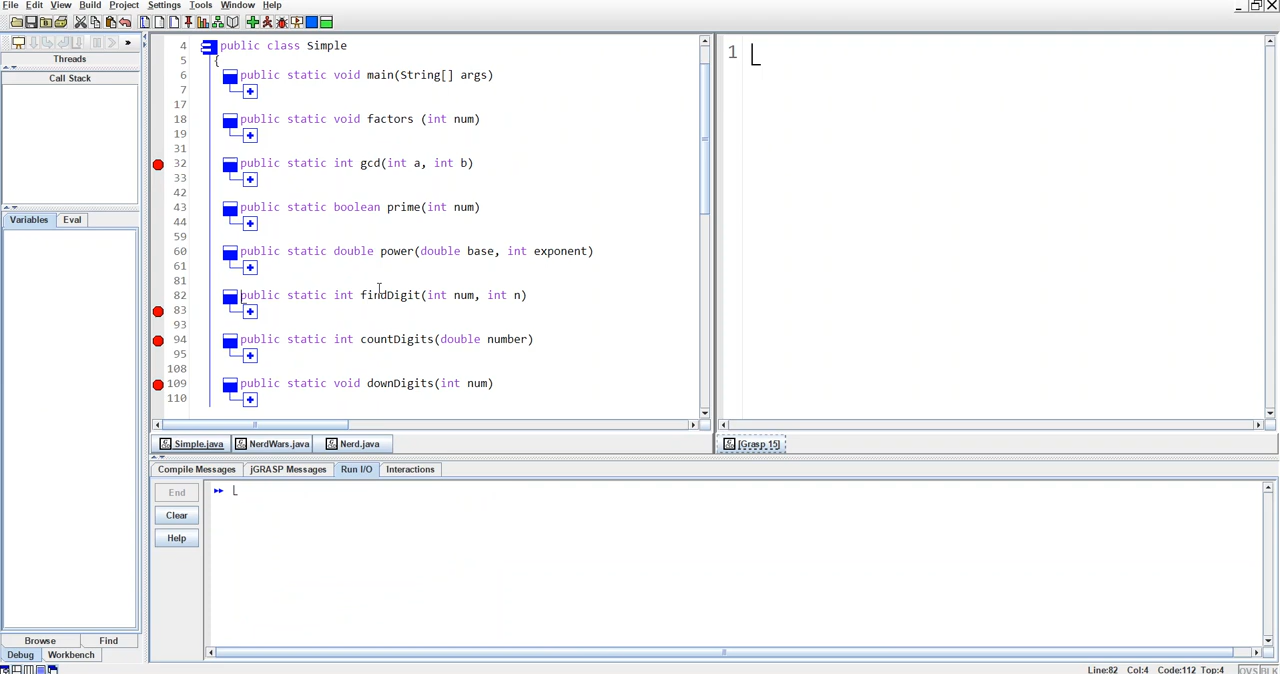 File Edit View Build Project Settings Tools Window Help
Threads
Call Stack
Variables Eval
Browse Find
Debug Workbench
4 public class Simple
5 {
6 public static void main(String[] args)
7
17
18 public static void factors (int num)
19
31
32 public static int gcd(int a, int b)
33
42
43 public static boolean prime(int num)
44
59
60 public static double power(double base, int exponent)
61
81
82 public static int findDigit(int num, int n)
83
93
94 public static int countDigits(double number)
95
108
109 public static void downDigits(int num)
110
1
Simple.java NerdWars.java Nerd.java
[Grasp 15]
Compile Messages jGRASP Messages Run I/O Interactions
End
Clear
Help
Line:82 Col:4 Code:112 Top:4 OVS BLK